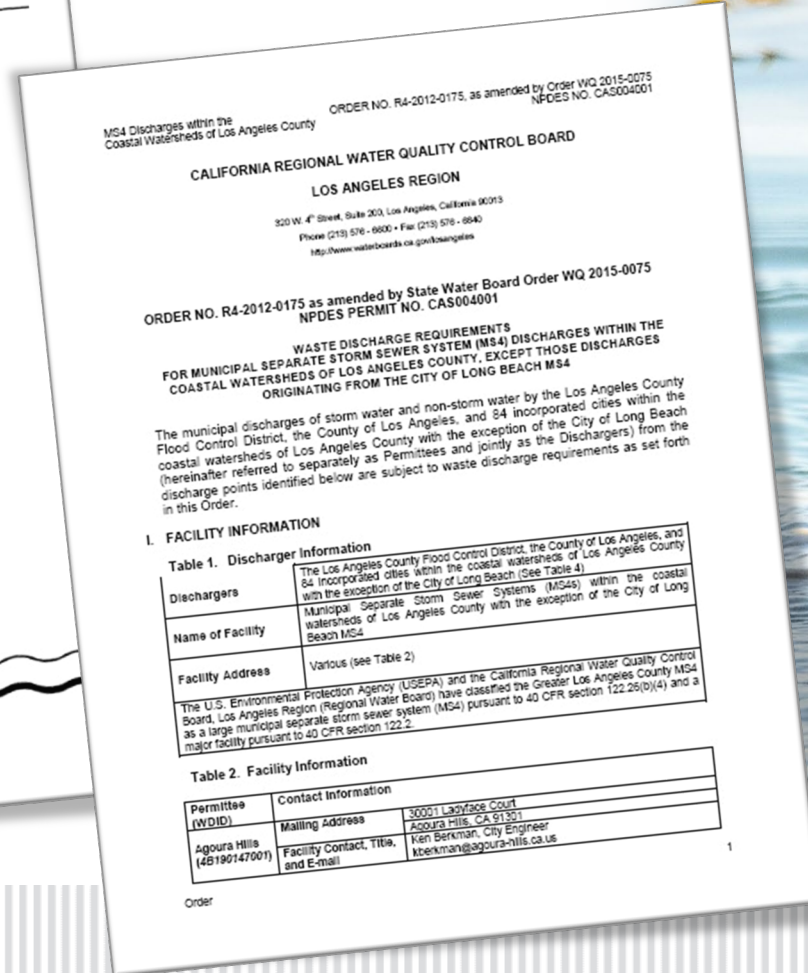 MS4 Discharges within the
Coastal Watersheds of Los Angeles County
ORDER NO. R4-2012-0175, as amended by Order WQ 2015-0075
NPDES NO. CAS004001
CALIFORNIA REGIONAL WATER QUALITY CONTROL BOARD
LOS ANGELES REGION
320 W. 4th Street, Suite 200, Los Angeles, California 90013
Phone (213) 576 - 6600 • Fax (213) 576 - 6640
http://www.waterboards.ca.gov/losangeles
ORDER NO. R4-2012-0175 as amended by State Water Board Order WQ 2015-0075
NPDES PERMIT NO. CAS004001
WASTE DISCHARGE REQUIREMENTS
FOR MUNICIPAL SEPARATE STORM SEWER SYSTEM (MS4) DISCHARGES WITHIN THE
COASTAL WATERSHEDS OF LOS ANGELES COUNTY, EXCEPT THOSE DISCHARGES
ORIGINATING FROM THE CITY OF LONG BEACH MS4
The municipal discharges of storm water and non-storm water by the Los Angeles County
Flood Control District, the County of Los Angeles, and 84 incorporated cities within the
coastal watersheds of Los Angeles County with the exception of the City of Long Beach
(hereinafter referred to separately as Permittees and jointly as the Dischargers) from the
discharge points identified below are subject to waste discharge requirements as set forth
in this Order.
I. FACILITY INFORMATION
Table 1. Discharger Information
Dischargers
The Los Angeles County Flood Control District, the County of Los Angeles, and
84 incorporated cities within the coastal watersheds of Los Angeles County
with the exception of the City of Long Beach (See Table 4)
Name of Facility
Municipal Separate Storm Sewer Systems (MS4s) within the coastal
watersheds of Los Angeles County with the exception of the City of Long
Beach MS4
Facility Address
Various (see Table 2)
The U.S. Environmental Protection Agency (USEPA) and the California Regional Water Quality Control
Board, Los Angeles Region (Regional Water Board) have classified the Greater Los Angeles County MS4
as a large municipal separate storm sewer system (MS4) pursuant to 40 CFR section 122.26(b)(4) and a
major facility pursuant to 40 CFR section 122.2.
Table 2. Facility Information
Permittee
(WDID)
Contact Information
Agoura Hills
(4B190147001)
Mailing Address
30001 Ladyface Court
Agoura Hills, CA 91301
Facility Contact, Title,
and E-mail
Ken Berkman, City Engineer
kberkman@agoura-hills.ca.us
Order
1